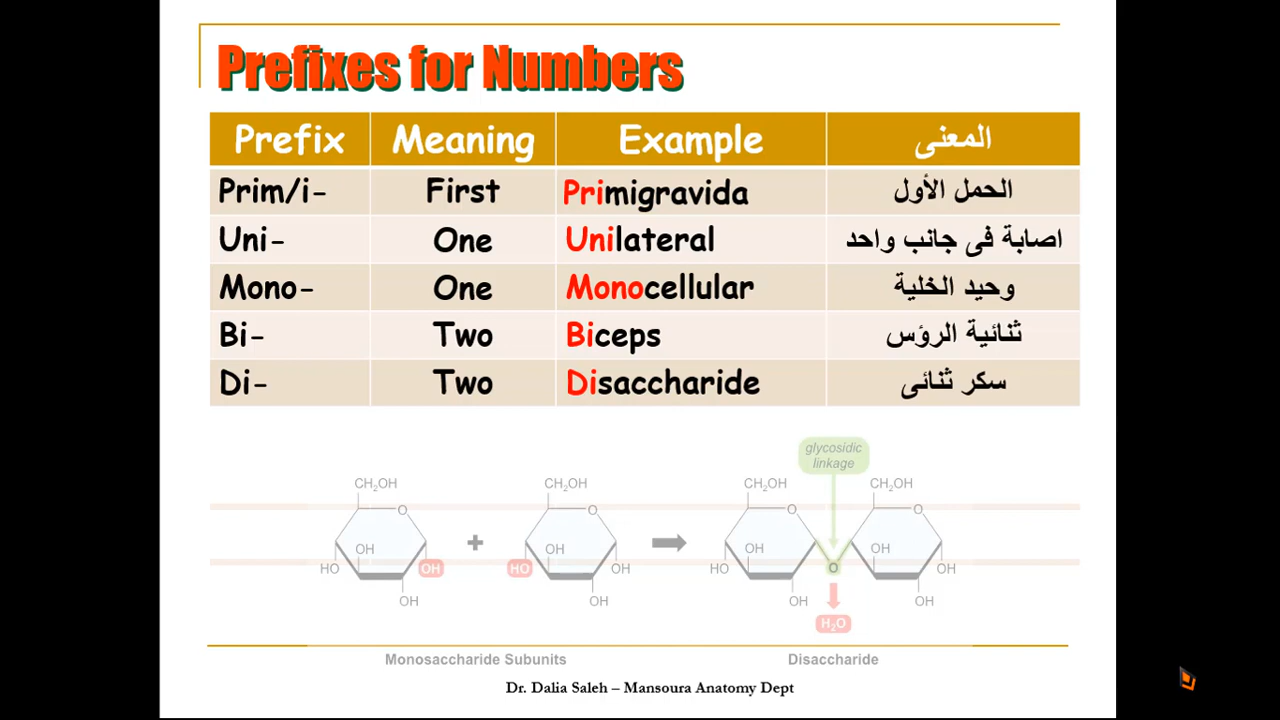 Prefixes for Numbers
Prefix Meaning Example المعنى
Prim/i- First Primigravida الحمل الأول
Uni- One Unilateral اصابة فى جانب واحد
Mono- One Monocellular وحيد الخلية
Bi- Two Biceps ثنائية الرؤس
Di- Two Disaccharide سكر ثنائى
glycosidic
linkage
CH₂OH CH₂OH CH₂OH CH₂OH
O O O O
OH OH OH OH
HO OH HO OH HO O OH
OH OH OH OH
+
H₂O
Monosaccharide Subunits Disaccharide
Dr. Dalia Saleh – Mansoura Anatomy Dept